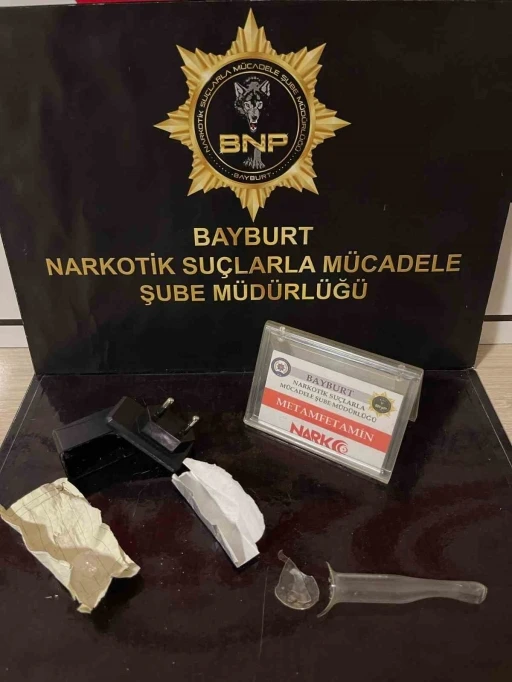 NARKOTİK SUÇLARLA MÜCADELE ŞUBE MÜDÜRLÜĞÜ
BNP
BAYBURT
BAYBURT
NARKOTİK SUÇLARLA MÜCADELE
ŞUBE MÜDÜRLÜĞÜ
BAYBURT
NARKOTİK SUÇLARLA
MÜCADELE ŞUBE MÜDÜRLÜĞÜ
METAMFETAMİN
NARKO